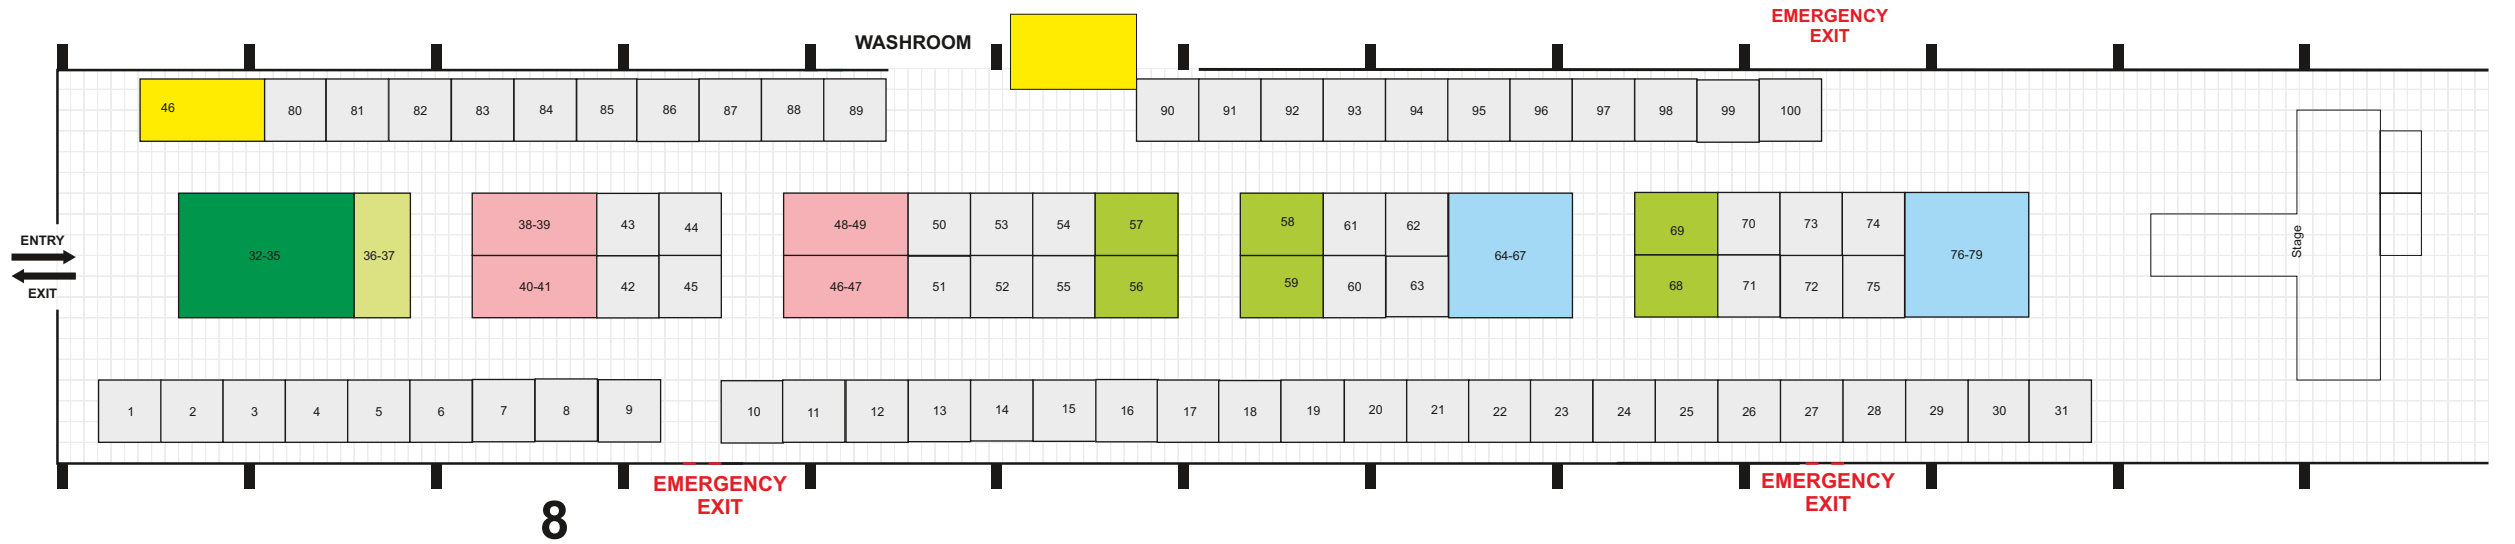 EMERGENCY
EXIT
WASHROOM
46 80 81 82 83 84 85 86 87 88 89 90 91 92 93 94 95 96 97 98 99 100
38-39 43 44 48-49 50 53 54 57 58 61 62 69 70 73 74
ENTRY
32-35 36-37 64-67 76-79 Stage
EXIT
40-41 42 45 46-47 51 52 55 56 59 60 63 68 71 72 75
1 2 3 4 5 6 7 8 9 10 11 12 13 14 15 16 17 18 19 20 21 22 23 24 25 26 27 28 29 30 31
EMERGENCY
EXIT
EMERGENCY
EXIT
8